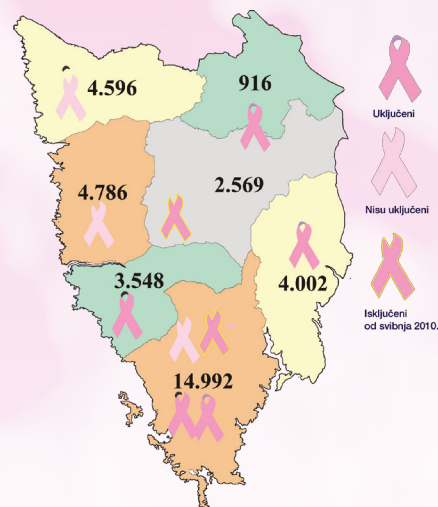 4.596
916
Uključeni
4.786
2.569
Nisu uključeni
3.548
4.002
Isključeni
od svibnja 2010.
14.992